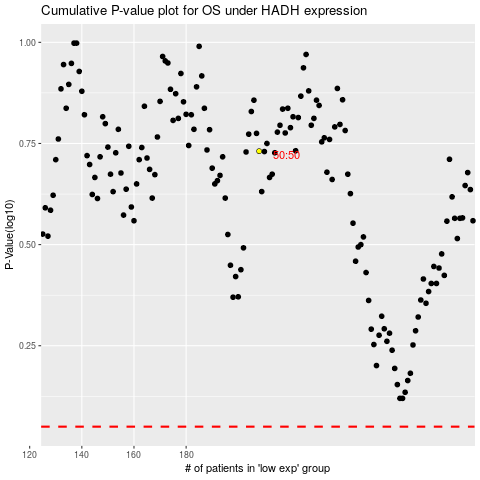 Cumulative P-value plot for OS under HADH expression
P-Value(log10)
1.00
0.75
0.50
0.25
50:50
120 140 160 180
# of patients in 'low exp' group